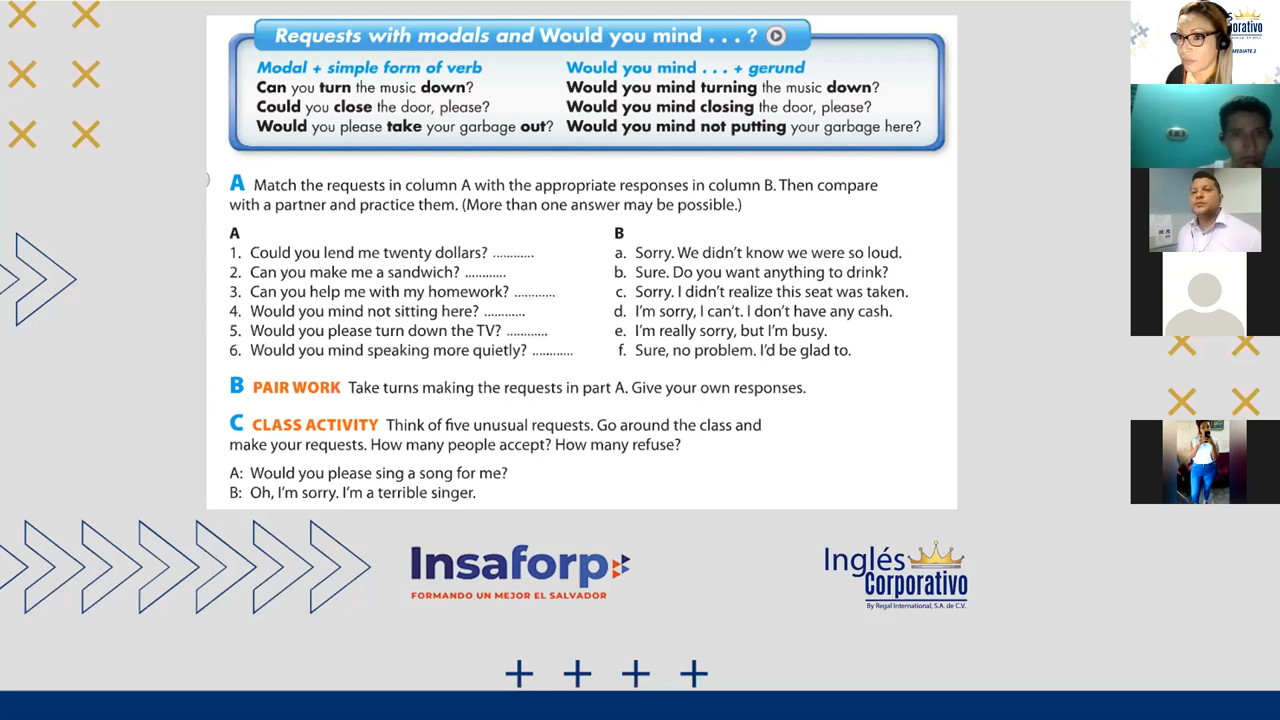 Requests with modals and Would you mind . . . ?
Modal + simple form of verb
Can you turn the music down?
Could you close the door, please?
Would you please take your garbage out?
Would you mind . . . + gerund
Would you mind turning the music down?
Would you mind closing the door, please?
Would you mind not putting your garbage here?
A Match the requests in column A with the appropriate responses in column B. Then compare
with a partner and practice them. (More than one answer may be possible.)
A
1. Could you lend me twenty dollars? ............
2. Can you make me a sandwich? ............
3. Can you help me with my homework? ............
4. Would you mind not sitting here? ............
5. Would you please turn down the TV? ............
6. Would you mind speaking more quietly? ............
B
a. Sorry. We didn't know we were so loud.
b. Sure. Do you want anything to drink?
c. Sorry. I didn't realize this seat was taken.
d. I'm sorry, I can't. I don't have any cash.
e. I'm really sorry, but I'm busy.
f. Sure, no problem. I'd be glad to.
B PAIR WORK Take turns making the requests in part A. Give your own responses.
C CLASS ACTIVITY Think of five unusual requests. Go around the class and
make your requests. How many people accept? How many refuse?
A: Would you please sing a song for me?
B: Oh, I'm sorry. I'm a terrible singer.
Insaforp
FORMANDO UN MEJOR EL SALVADOR
Inglés
Corporativo
By Regal International, S.A. de C.V.